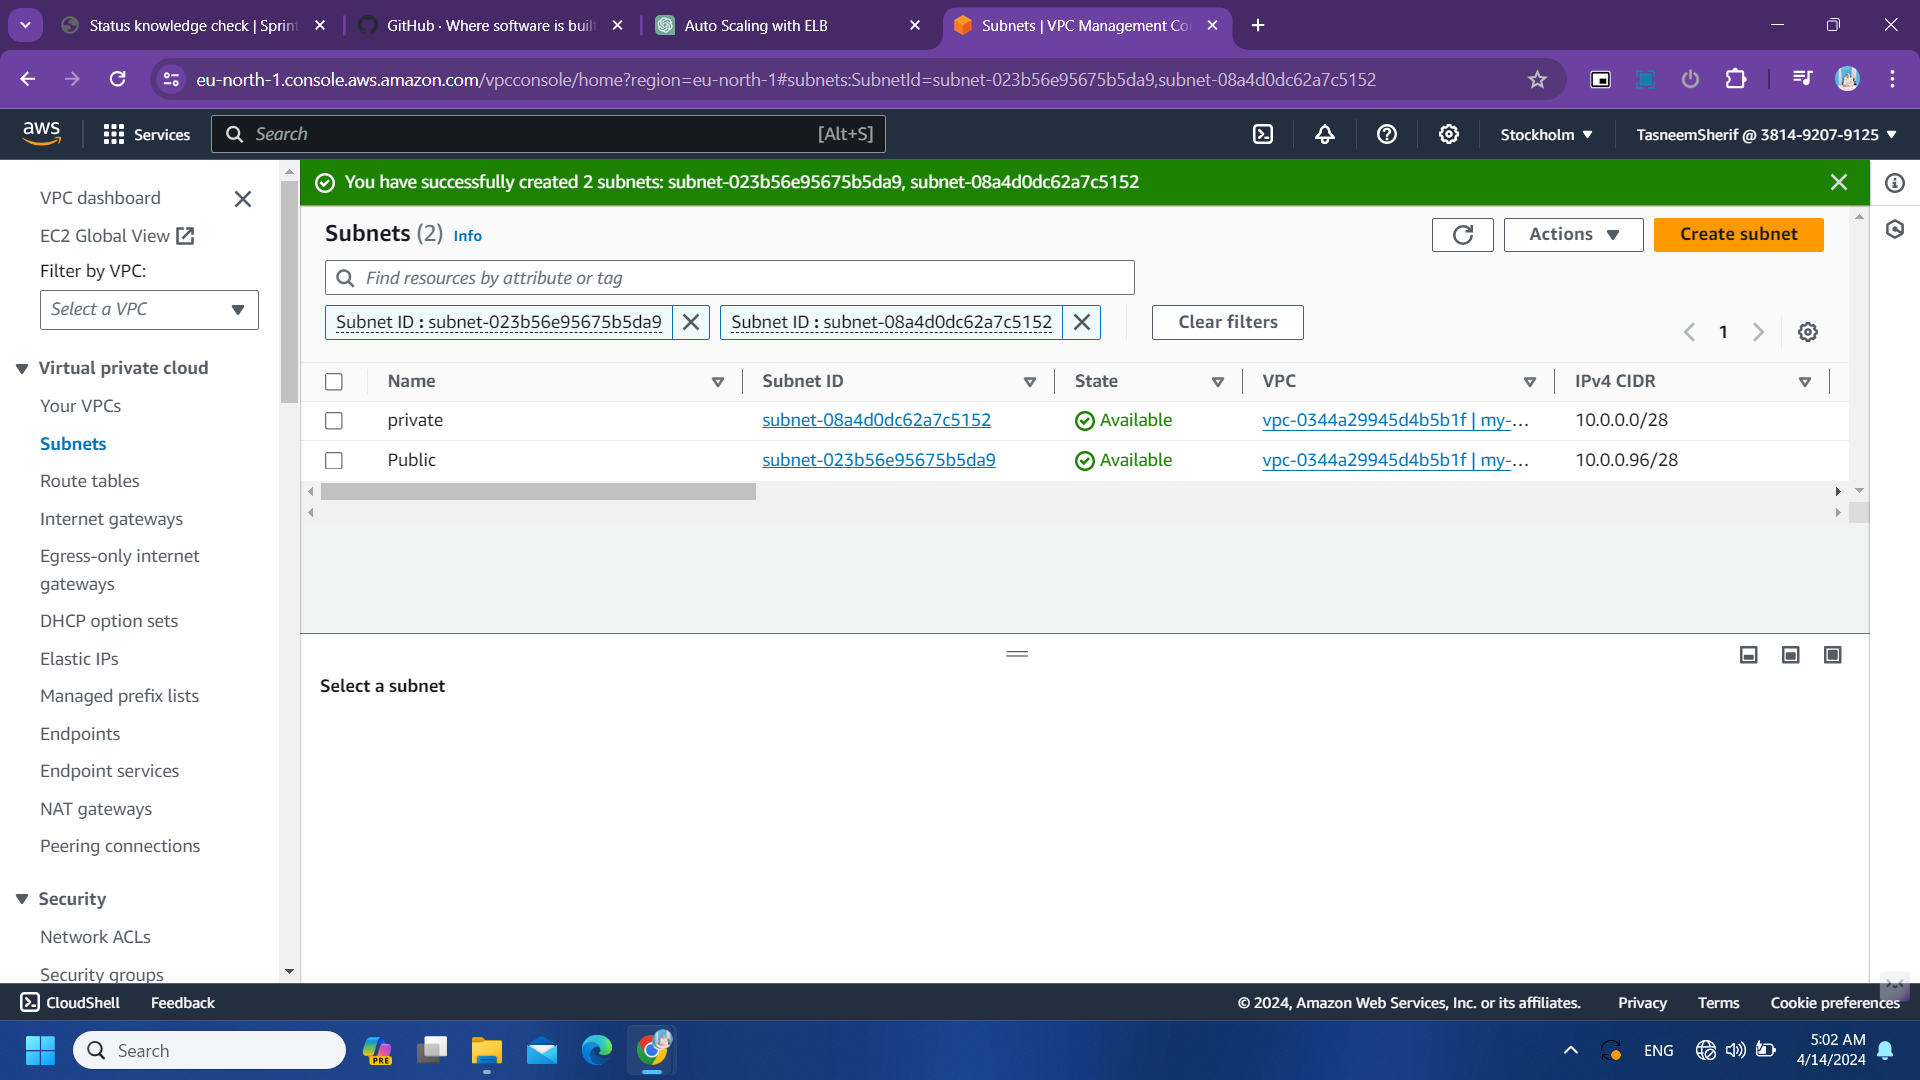 Status knowledge check | Sprint
GitHub · Where software is built
Auto Scaling with ELB
Subnets | VPC Management Co
eu-north-1.console.aws.amazon.com/vpcconsole/home?region=eu-north-1#subnets:SubnetId=subnet-023b56e95675b5da9,subnet-08a4d0dc62a7c5152
aws
Services
Search
[Alt+S]
Stockholm
TasneemSherif @ 3814-9207-9125
VPC dashboard
EC2 Global View
Filter by VPC:
Select a VPC
Virtual private cloud
Your VPCs
Subnets
Route tables
Internet gateways
Egress-only internet
gateways
DHCP option sets
Elastic IPs
Managed prefix lists
Endpoints
Endpoint services
NAT gateways
Peering connections
Security
Network ACLs
Security groups
You have successfully created 2 subnets: subnet-023b56e95675b5da9, subnet-08a4d0dc62a7c5152
Subnets (2) Info
Actions
Create subnet
Find resources by attribute or tag
Subnet ID : subnet-023b56e95675b5da9
Subnet ID : subnet-08a4d0dc62a7c5152
Clear filters
1
Name Subnet ID State VPC IPv4 CIDR
private subnet-08a4d0dc62a7c5152 Available vpc-0344a29945d4b5b1f | my-... 10.0.0.0/28
Public subnet-023b56e95675b5da9 Available vpc-0344a29945d4b5b1f | my-... 10.0.0.96/28
Select a subnet
CloudShell
Feedback
© 2024, Amazon Web Services, Inc. or its affiliates.
Privacy
Terms
Cookie preferences
Search
PRE
ENG
5:02 AM
4/14/2024